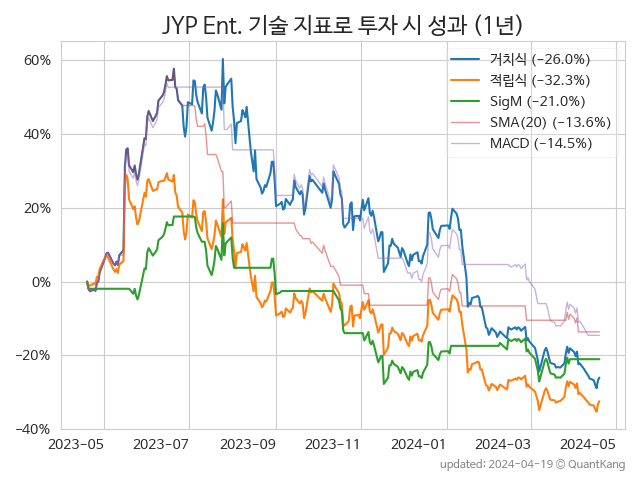 JYP Ent. 기술 지표로 투자 시 성과 (1년)
60%
40%
20%
0%
−20%
−40%
거치식 (−26.0%)
적립식 (−32.3%)
SigM (−21.0%)
SMA(20) (−13.6%)
MACD (−14.5%)
2023-05 2023-07 2023-09 2023-11 2024-01 2024-03 2024-05
updated: 2024-04-19 © QuantKang